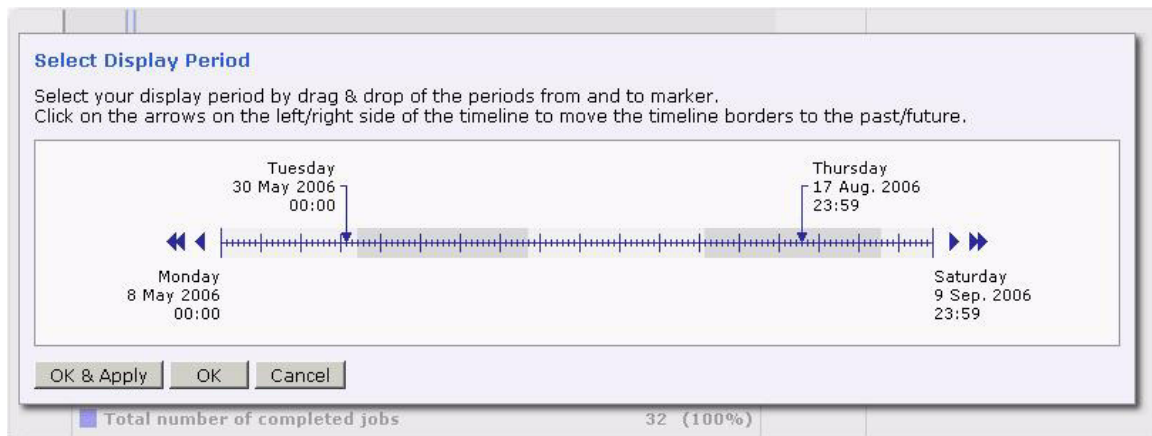 Select Display Period
Select your display period by drag & drop of the periods from and to marker.
Click on the arrows on the left/right side of the timeline to move the timeline borders to the past/future.
Tuesday
30 May 2006
00:00
Thursday
17 Aug. 2006
23:59
Monday
8 May 2006
00:00
Saturday
9 Sep. 2006
23:59
OK & Apply
OK
Cancel
Total number of completed jobs 32 (100%)